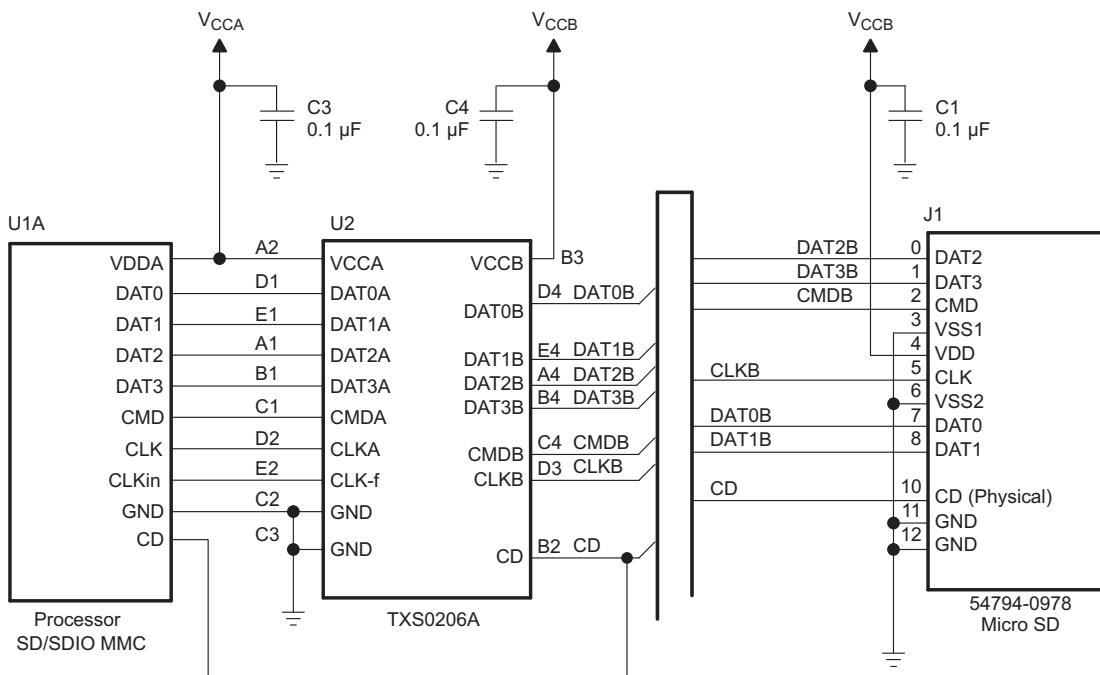 VCCA
VCCB
VCCB
C3
0.1 µF
C4
0.1 µF
C1
0.1 µF
U1A
U2
J1
VDDA
DAT0
DAT1
DAT2
DAT3
CMD
CLK
CLKin
GND
CD
A2
D1
E1
A1
B1
C1
D2
E2
C2
C3
VCCA
DAT0A
DAT1A
DAT2A
DAT3A
CMDA
CLKA
CLK-f
GND
GND
VCCB
DAT0B
DAT1B
DAT2B
DAT3B
CMDB
CLKB
CD
B3
D4 DAT0B
E4 DAT1B
A4 DAT2B
B4 DAT3B
C4 CMDB
D3 CLKB
B2 CD
DAT2B
DAT3B
CMDB
CLKB
DAT0B
DAT1B
CD
0
1
2
3
4
5
6
7
8
10
11
12
DAT2
DAT3
CMD
VSS1
VDD
CLK
VSS2
DAT0
DAT1
CD (Physical)
GND
GND
Processor
SD/SDIO MMC
TXS0206A
54794-0978
Micro SD